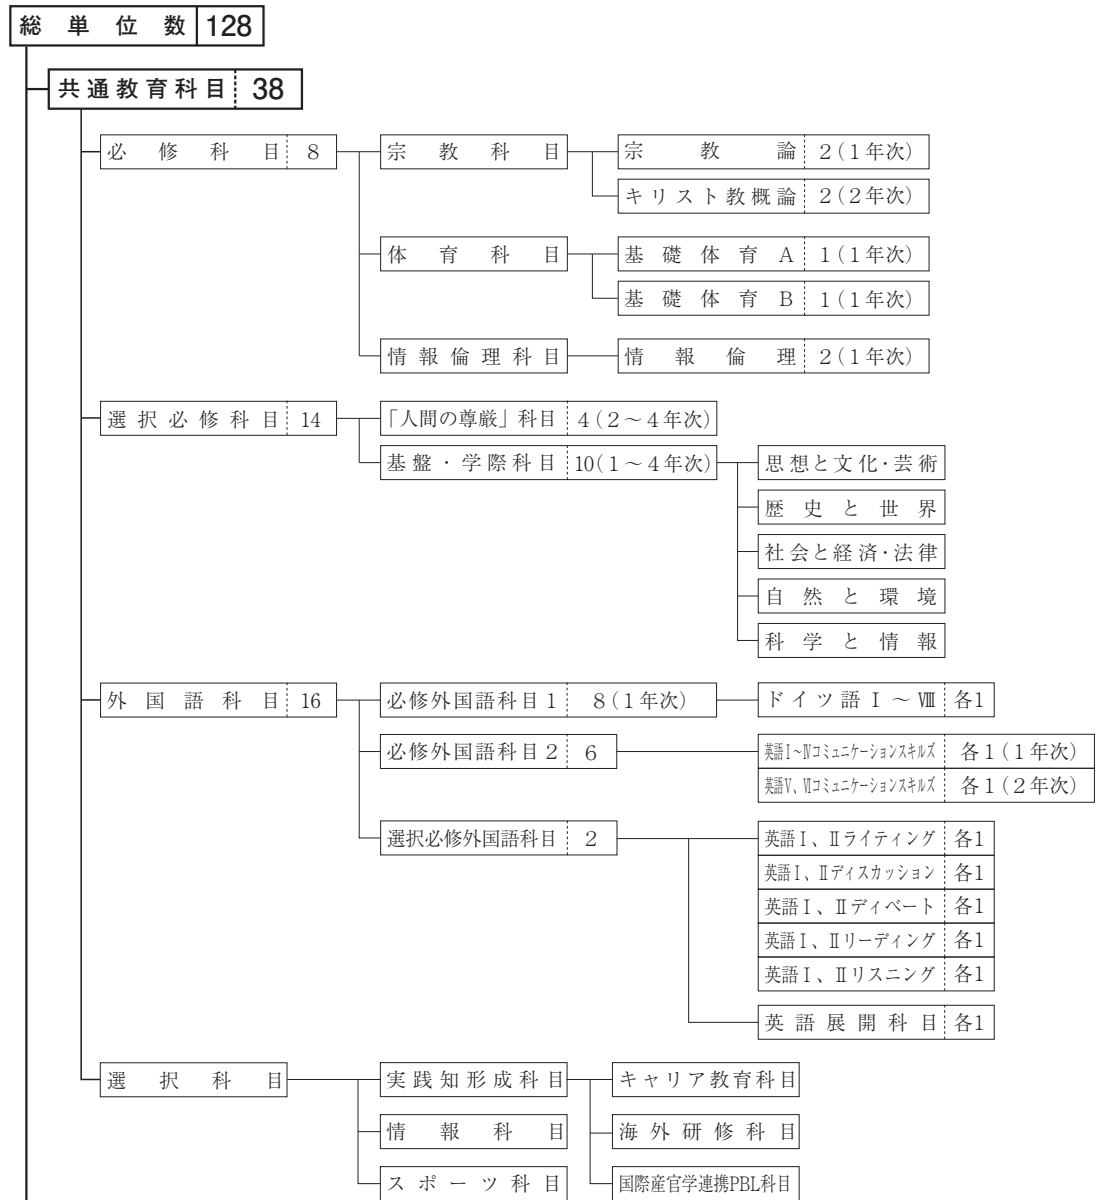 総単位数 128
共通教育科目 38
必修科目 8 宗教科目 宗教論 2(1年次)
キリスト教概論 2(2年次)
体育科目 基礎体育A 1(1年次)
基礎体育B 1(1年次)
情報倫理科目 情報倫理 2(1年次)
選択必修科目 14 「人間の尊厳」科目 4(2～4年次)
基盤・学際科目 10(1～4年次) 思想と文化・芸術
歴史と世界
社会と経済・法律
自然と環境
科学と情報
外国語科目 16 必修外国語科目1 8(1年次) ドイツ語Ⅰ～Ⅷ 各1
必修外国語科目2 6 英語Ⅰ～Ⅳコミュニケーションスキルズ 各1(1年次)
英語Ⅴ、Ⅵコミュニケーションスキルズ 各1(2年次)
選択必修外国語科目 2 英語Ⅰ、Ⅱライティング 各1
英語Ⅰ、Ⅱディスカッション 各1
英語Ⅰ、Ⅱディベート 各1
英語Ⅰ、Ⅱリーディング 各1
英語Ⅰ、Ⅱリスニング 各1
英語展開科目 各1
選択科目 実践知形成科目 キャリア教育科目
情報科目 海外研修科目
スポーツ科目 国際産官学連携PBL科目